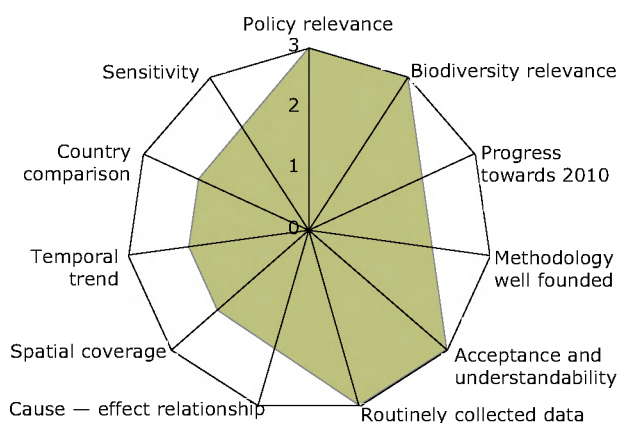 Policy relevance
3
Sensitivity
Biodiversity relevance
2
Country
comparison
1
Progress
towards 2010
0
Temporal
trend
Methodology
well founded
Spatial coverage
Acceptance and
understandability
Cause — effect relationship
Routinely collected data